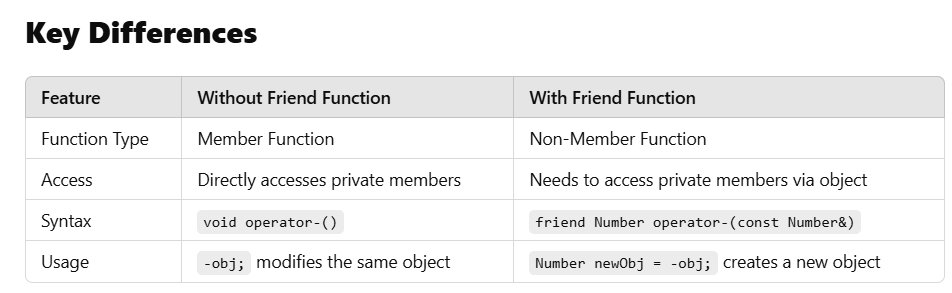 Key Differences
Feature Without Friend Function With Friend Function
Function Type Member Function Non-Member Function
Access Directly accesses private members Needs to access private members via object
Syntax void operator-() friend Number operator-(const Number&)
Usage -obj; modifies the same object Number newObj = -obj; creates a new object